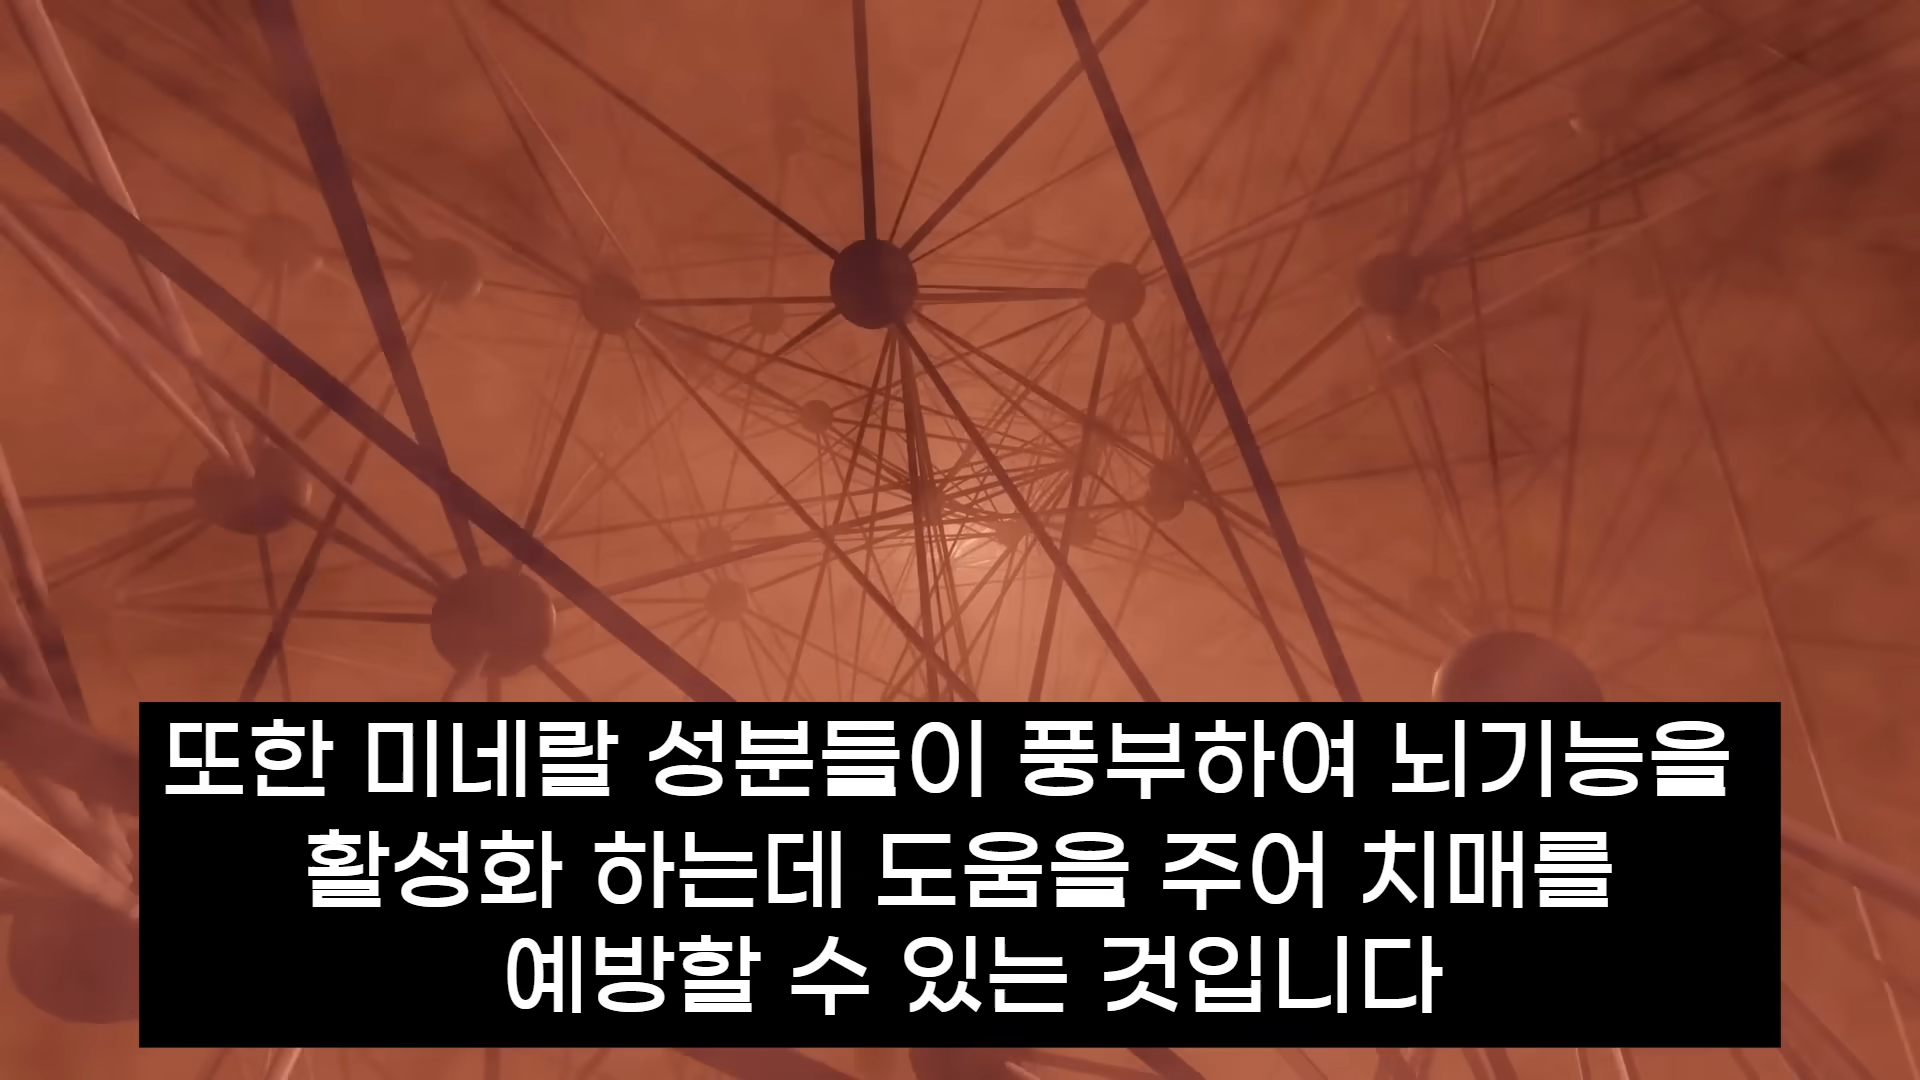 또한 미네랄 성분들이 풍부하여 뇌기능을
활성화 하는데 도움을 주어 치매를
예방할 수 있는 것입니다